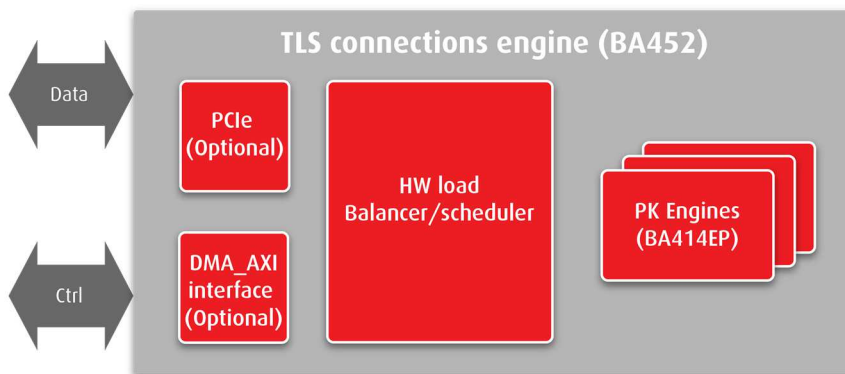 TLS connections engine (BA452)
Data
PCIe
(Optional)
HW load
Balancer/scheduler
PK Engines
(BA414EP)
DMA_AXI
interface
(Optional)
Ctrl